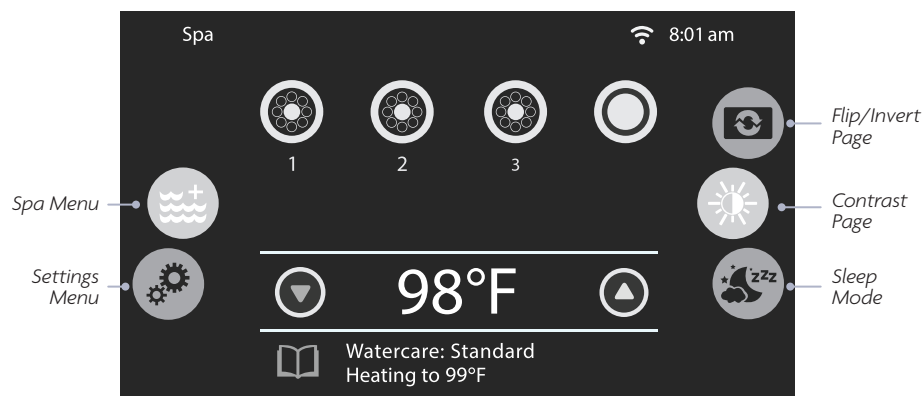 Spa
8:01 am
Flip/Invert
Page
1
2
3
Spa Menu
Contrast
Page
Settings
Menu
98°F
zzz
Sleep
Mode
Watercare: Standard
Heating to 99°F